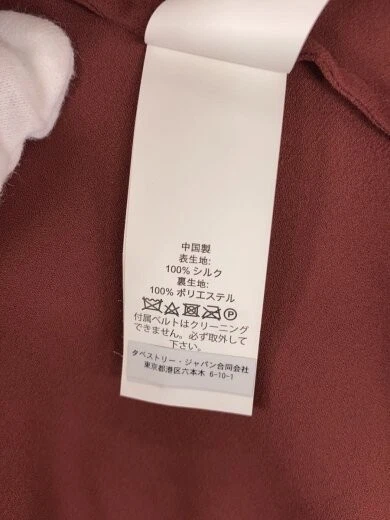 中国製
表生地:
100% シルク
裏生地:
100% ポリエステル
P
付属ベルトはクリーニング
できません。必ず取外して
下さい。
タペストリー・ジャパン合同会社
東京都港区六本木 6-10-1